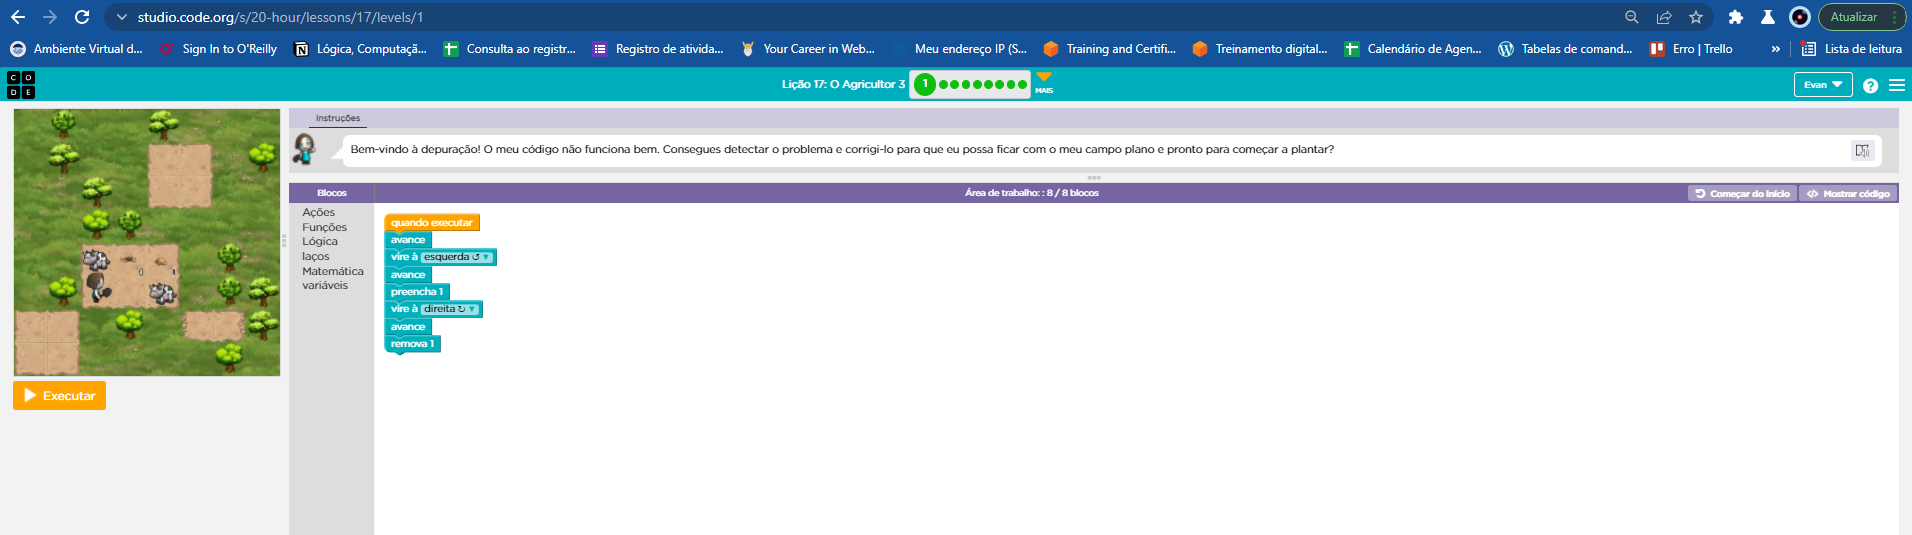 studio.code.org/s/20-hour/lessons/17/levels/1
Atualizar
Ambiente Virtual d...
Sign In to O'Reilly
Lógica, Computaçã...
Consulta ao registr...
Registro de ativida...
Your Career in Web...
Meu endereço IP (S...
Training and Certifi...
Treinamento digital...
Calendário de Agen...
Tabelas de comand...
Erro | Trello
»
Lista de leitura
C O
D E
Lição 17: O Agricultor 3
1
MAIS
Evan
?
Instruções
Bem-vindo à depuração! O meu código não funciona bem. Consegues detectar o problema e corrigi-lo para que eu possa ficar com o meu campo plano e pronto para começar a plantar?
Blocos
Área de trabalho: : 8 / 8 blocos
Começar do início
</> Mostrar código
Ações
Funções
Lógica
laços
Matemática
variáveis
quando executar
avance
vire à esquerda ↺
avance
preencha 1
vire à direita ↻
avance
remova 1
1 1
Executar